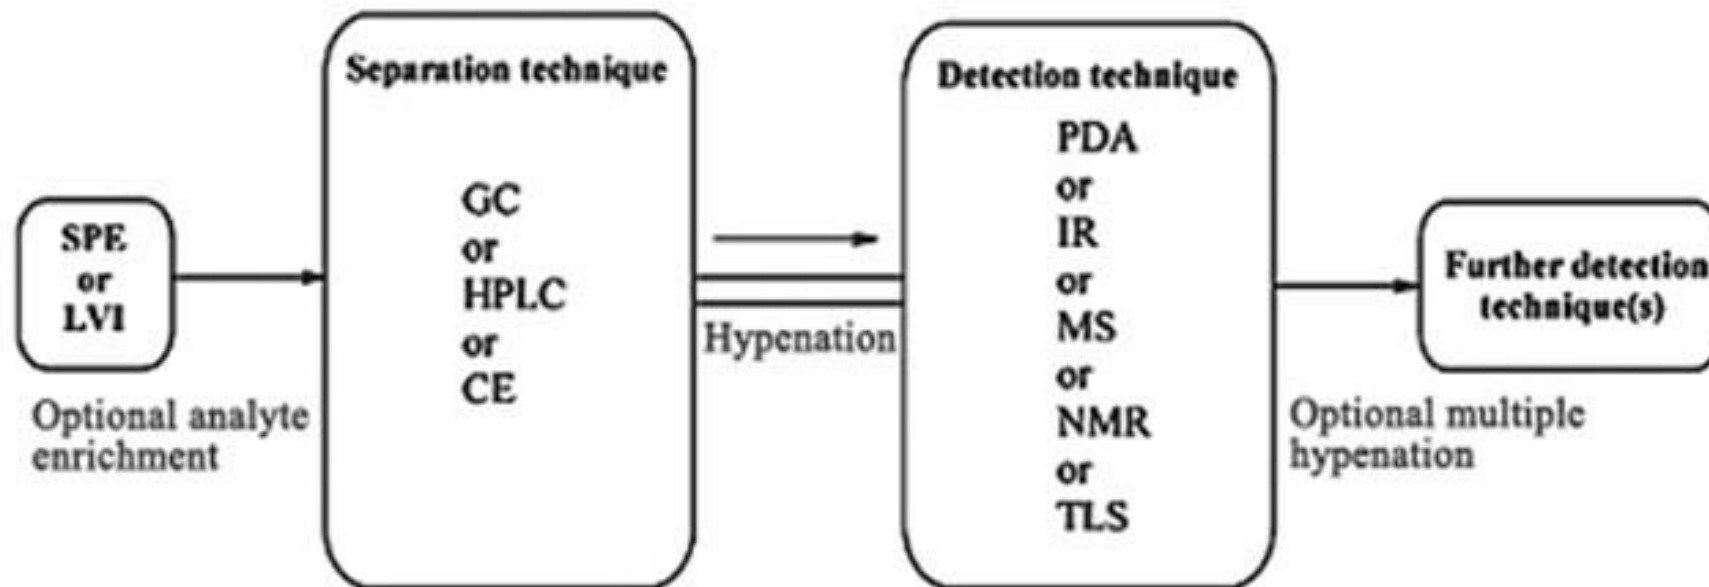 SPE
or
LVI
Optional analyte
enrichment
Separation technique
GC
or
HPLC
or
CE
Hypenation
Detection technique
PDA
or
IR
or
MS
or
NMR
or
TLS
Further detection
technique(s)
Optional multiple
hypenation